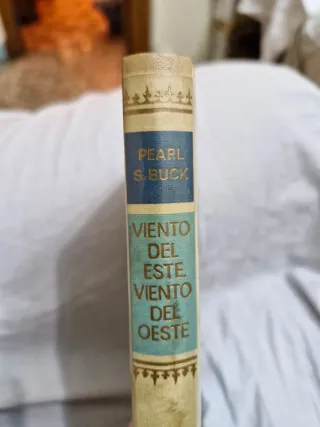 PEARL
S. BUCK
VIENTO
DEL
ESTE,
VIENTO
DEL
OESTE